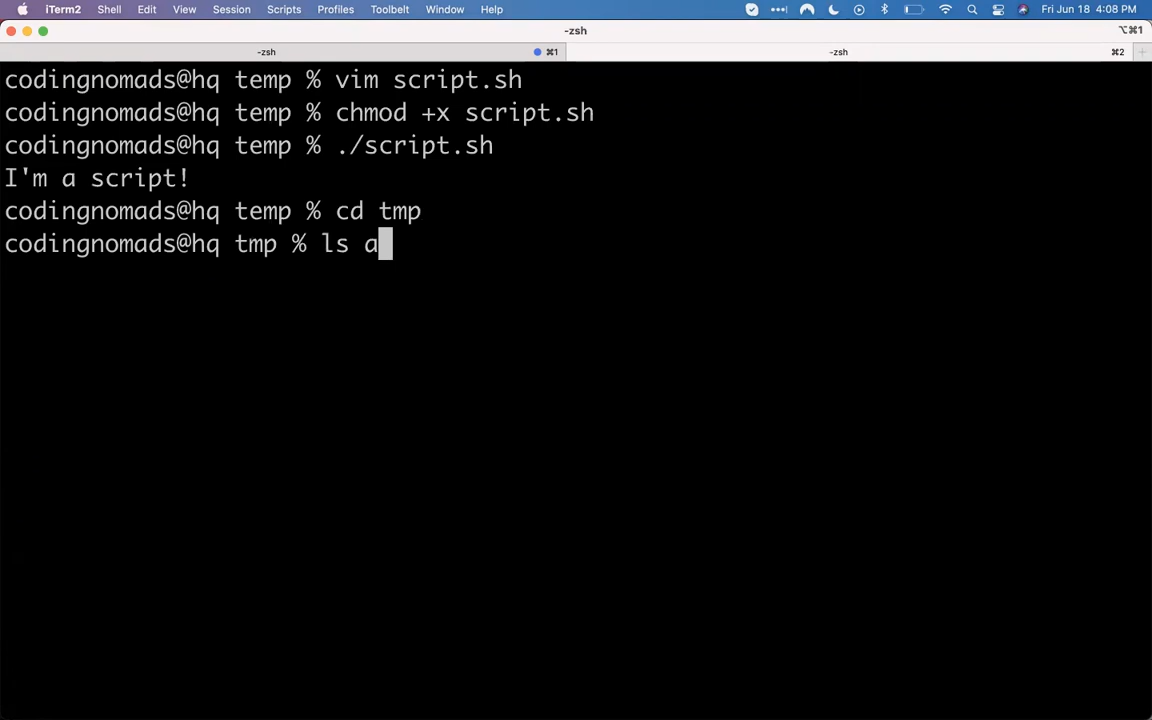 iTerm2 Shell Edit View Session Scripts Profiles Toolbelt Window Help Fri Jun 18 4:08 PM
-zsh ⌥⌘1
-zsh ⌘1 -zsh ⌘2 +
codingnomads@hq temp % vim script.sh
codingnomads@hq temp % chmod +x script.sh
codingnomads@hq temp % ./script.sh
I'm a script!
codingnomads@hq temp % cd tmp
codingnomads@hq tmp % ls a